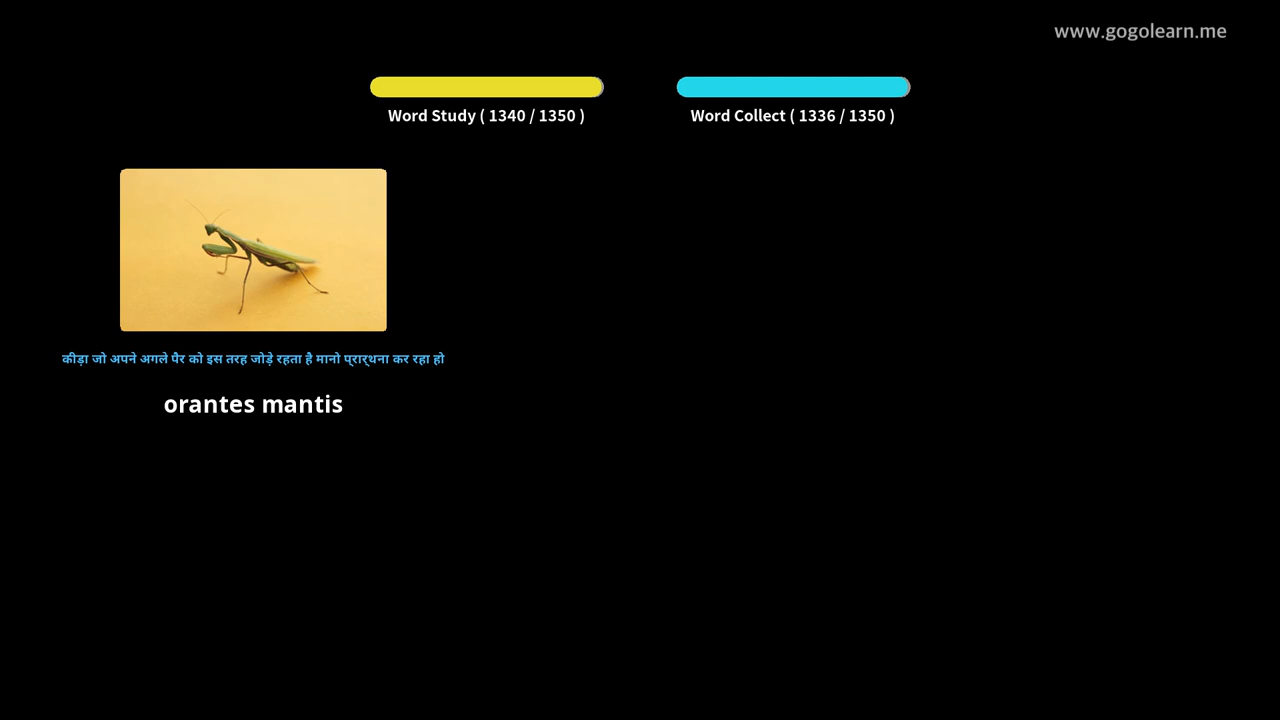 www.gogolearn.me
Word Study ( 1340 / 1350 )
Word Collect ( 1336 / 1350 )
कीड़ा जो अपने अगले पैर को इस तरह जोड़े रहता है मानो प्रार्थना कर रहा हो
orantes mantis